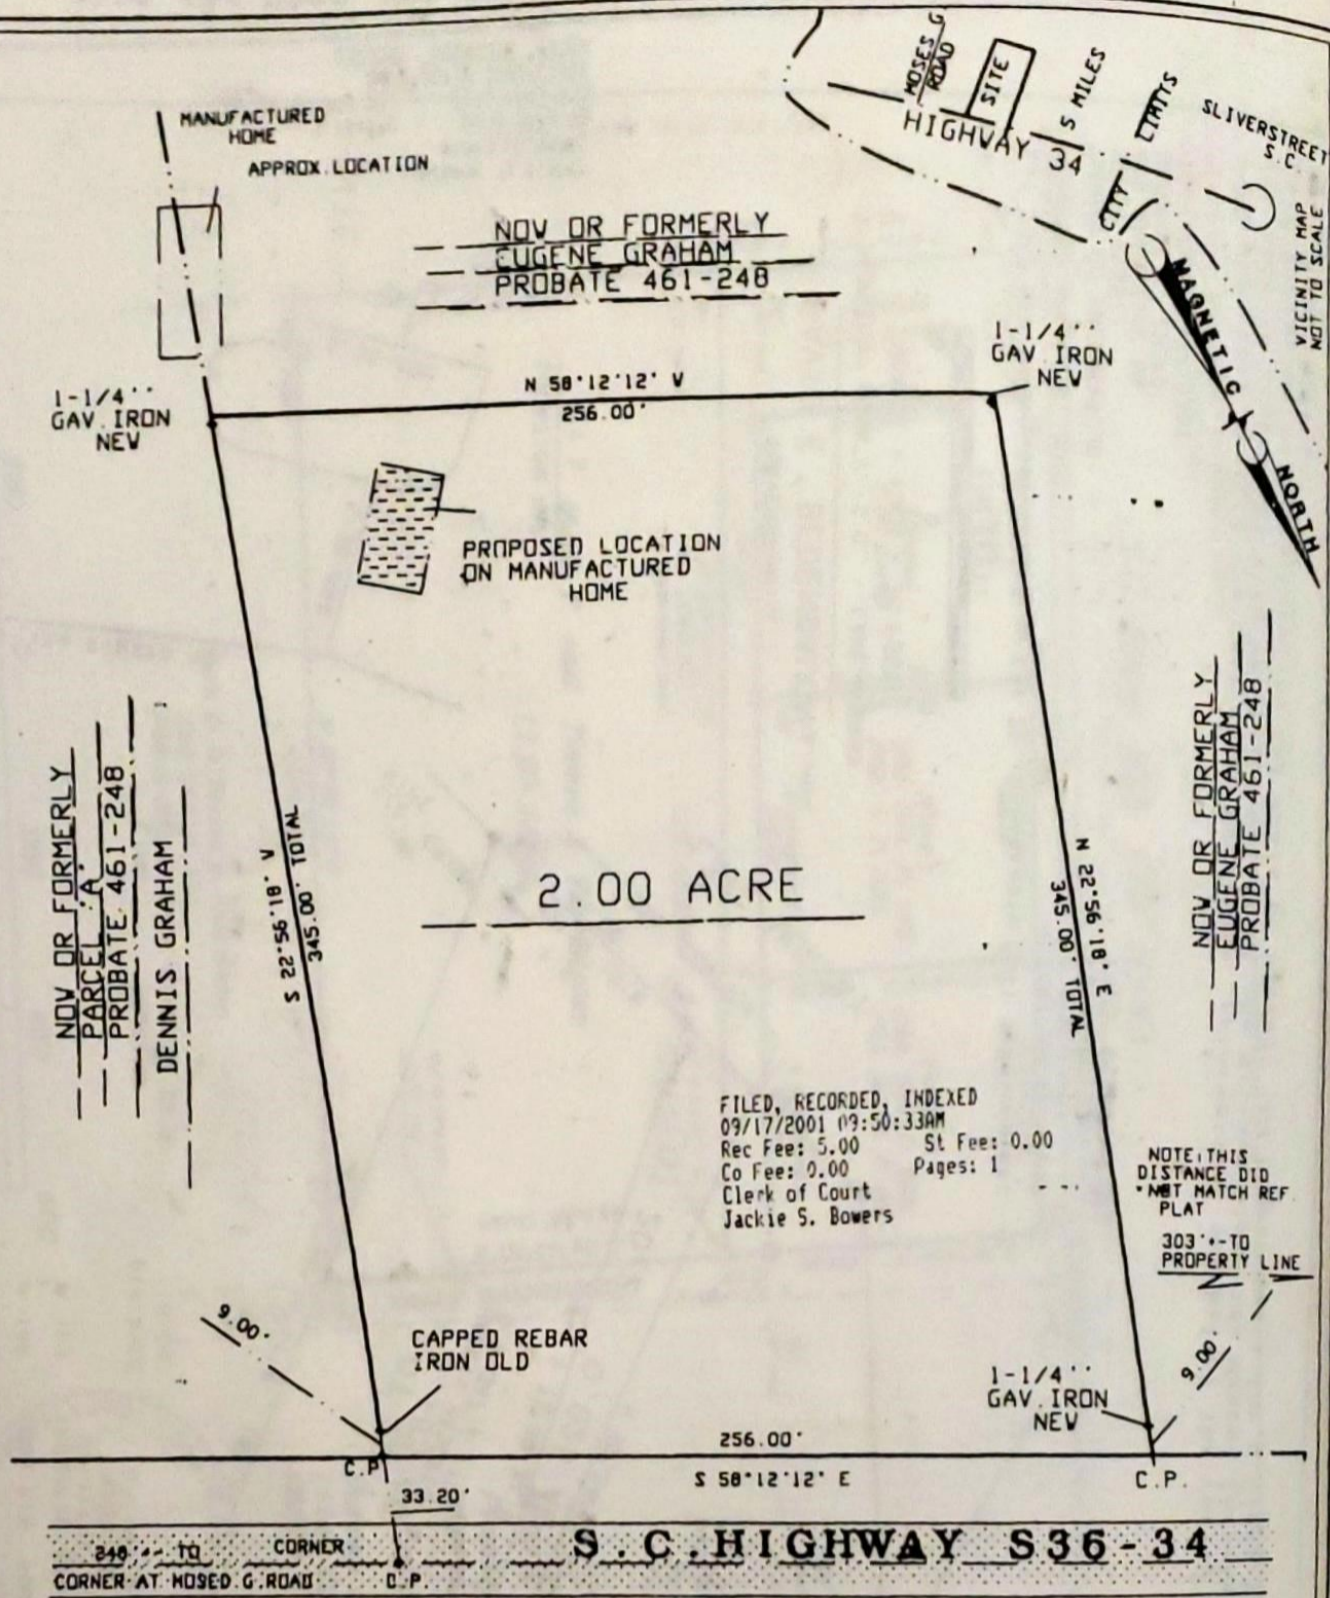 MANUFACTURED
HOME
APPROX. LOCATION
NOW OR FORMERLY
EUGENE GRAHAM
PROBATE 461-248
MOSES G
ROAD
SITE
5 MILES
HIGHWAY
34
CITY
LIMITS
SLIVERSTREET
S.C.
VICINITY MAP
NOT TO SCALE
MAGNETIC
NORTH
1-1/4''
GAV. IRON
NEW
N 58°12'12' W
256.00'
1-1/4''
GAV. IRON
NEW
PROPOSED LOCATION
ON MANUFACTURED
HOME
NOW OR FORMERLY
PARCEL 'A'
PROBATE 461-248
DENNIS GRAHAM
S 22°56'18' W
345.00' TOTAL
2.00 ACRE
N 22°56'18' E
345.00' TOTAL
NOW OR FORMERLY
EUGENE GRAHAM
PROBATE 461-248
FILED, RECORDED, INDEXED
09/17/2001 09:50:33AM
Rec Fee: 5.00 St Fee: 0.00
Co Fee: 0.00 Pages: 1
Clerk of Court
Jackie S. Bowers
NOTE: THIS
DISTANCE DID
NOT MATCH REF.
PLAT
303'+-TO
PROPERTY LINE
9.00'
CAPPED REBAR
IRON OLD
1-1/4''
GAV. IRON
NEW
9.00'
256.00'
S 58°12'12' E
C.P.
C.P.
33.20'
S.C. HIGHWAY S36-34
248'+- TO CORNER
CORNER AT MOSED G.ROAD C.P.